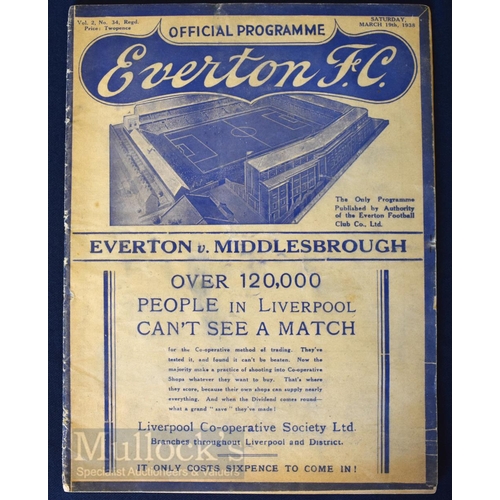 Vol. 2, No. 34, Regd.
Price: Twopence
OFFICIAL PROGRAMME
SATURDAY,
MARCH 19th, 1938
Everton F.C.
The Only Programme
Published by Authority
of the Everton Football
Club Co., Ltd.
EVERTON v. MIDDLESBROUGH
OVER 120,000
PEOPLE IN LIVERPOOL
CAN'T SEE A MATCH
for the Co-operative method of trading. They've
tested it, and found it can't be beaten. Now the
majority make a practice of shooting into Co-operative
Shops whatever they want to buy. That's where
they score, because their own shops can supply nearly
everything. And when the Dividend comes round—
what a grand "save" they've made!
Liverpool Co-operative Society Ltd
Branches throughout Liverpool and District.
IT ONLY COSTS SIXPENCE TO COME IN!
Mullock's
Specialist Auctioneers & Valuers